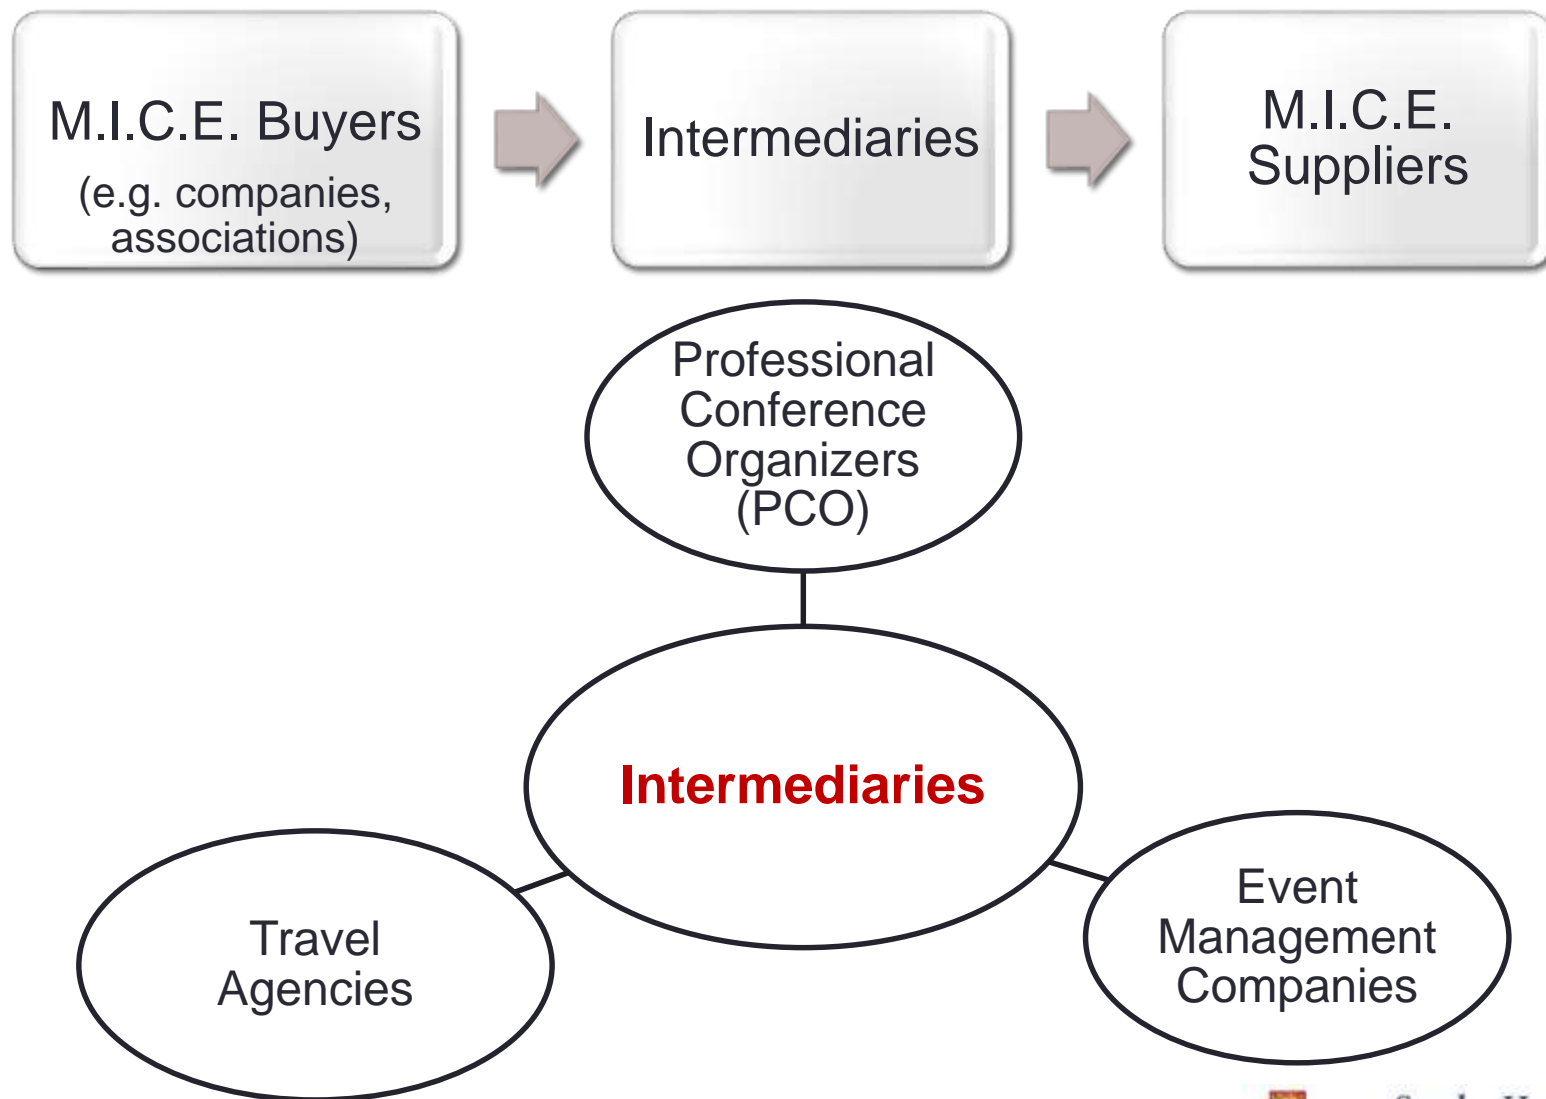 M.I.C.E. Buyers
(e.g. companies,
associations)
Intermediaries
M.I.C.E.
Suppliers
Professional
Conference
Organizers
(PCO)
Intermediaries
Travel
Agencies
Event
Management
Companies